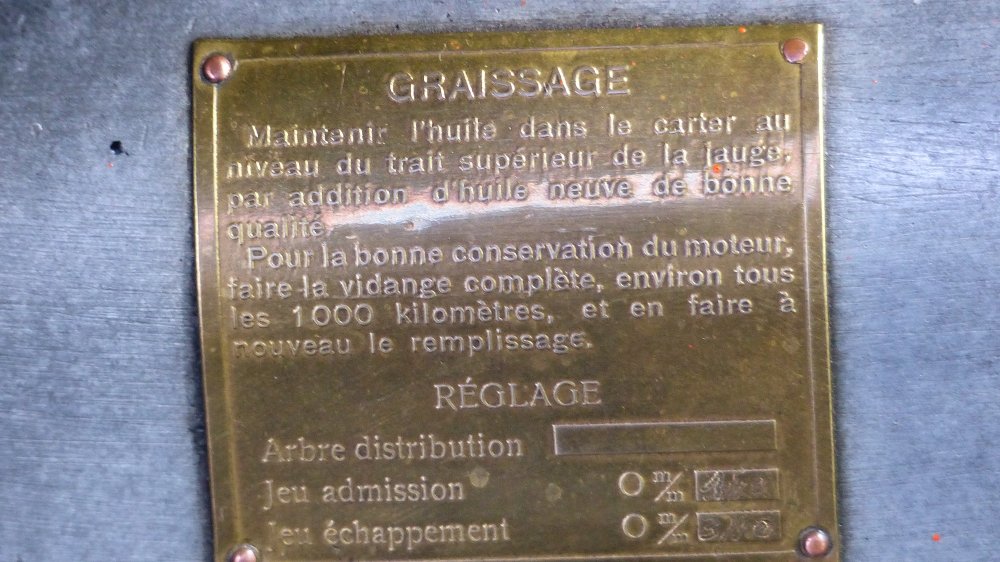 GRAISSAGE
Maintenir l'huile dans le carter au
niveau du trait supérieur de la jauge,
par addition d'huile neuve de bonne
qualité.
Pour la bonne conservation du moteur,
faire la vidange complète, environ tous
les 1000 kilomètres, et en faire à
nouveau le remplissage.
RÉGLAGE
Arbre distribution
Jeu admission 0 m/m
Jeu échappement 0 m/m